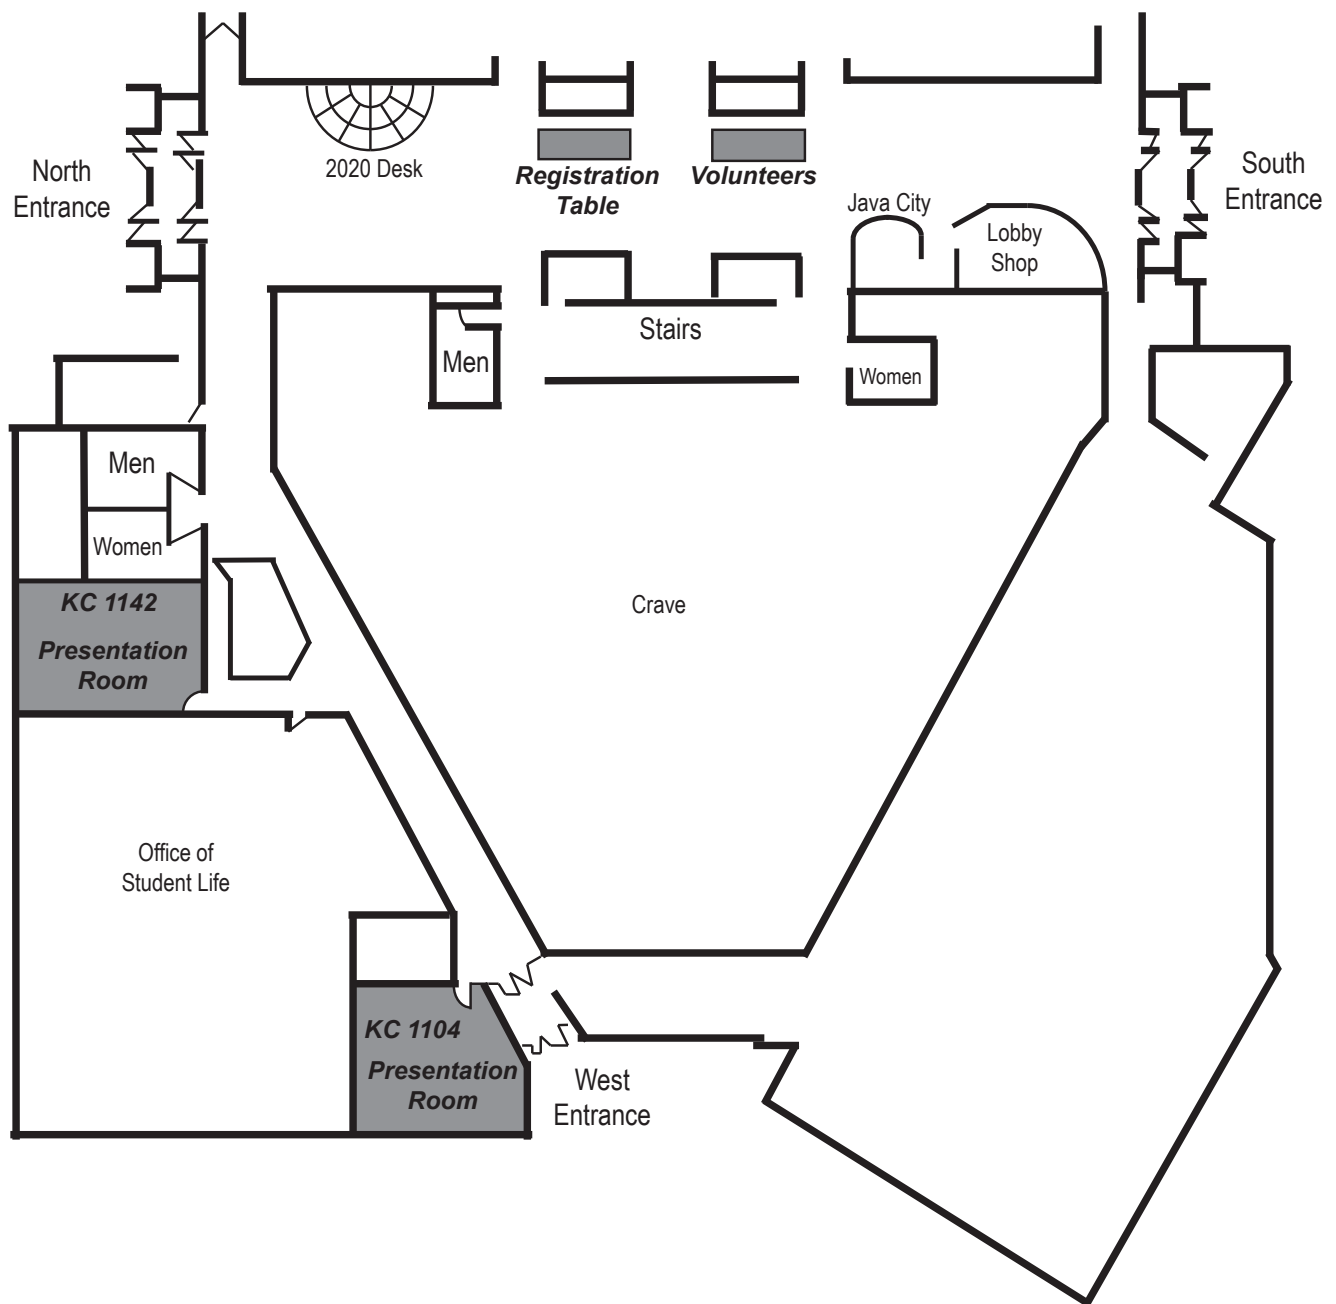 2020 Desk
Registration
Table
Volunteers
North
Entrance
South
Entrance
Java City
Lobby
Shop
Stairs
Men
Women
Men
Women
KC 1142
Presentation
Room
Crave
Office of
Student Life
KC 1104
Presentation
Room
West
Entrance